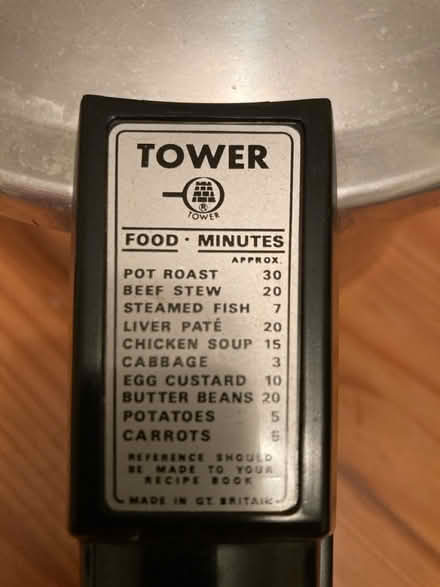 TOWER
®
TOWER
FOOD · MINUTES
APPROX.
POT ROAST 30
BEEF STEW 20
STEAMED FISH 7
LIVER PATÉ 20
CHICKEN SOUP 15
CABBAGE 3
EGG CUSTARD 10
BUTTER BEANS 20
POTATOES 5
CARROTS
REFERENCE SHOULD
BE MADE TO YOUR
RECIPE BOOK
MADE IN GT. BRITAIN